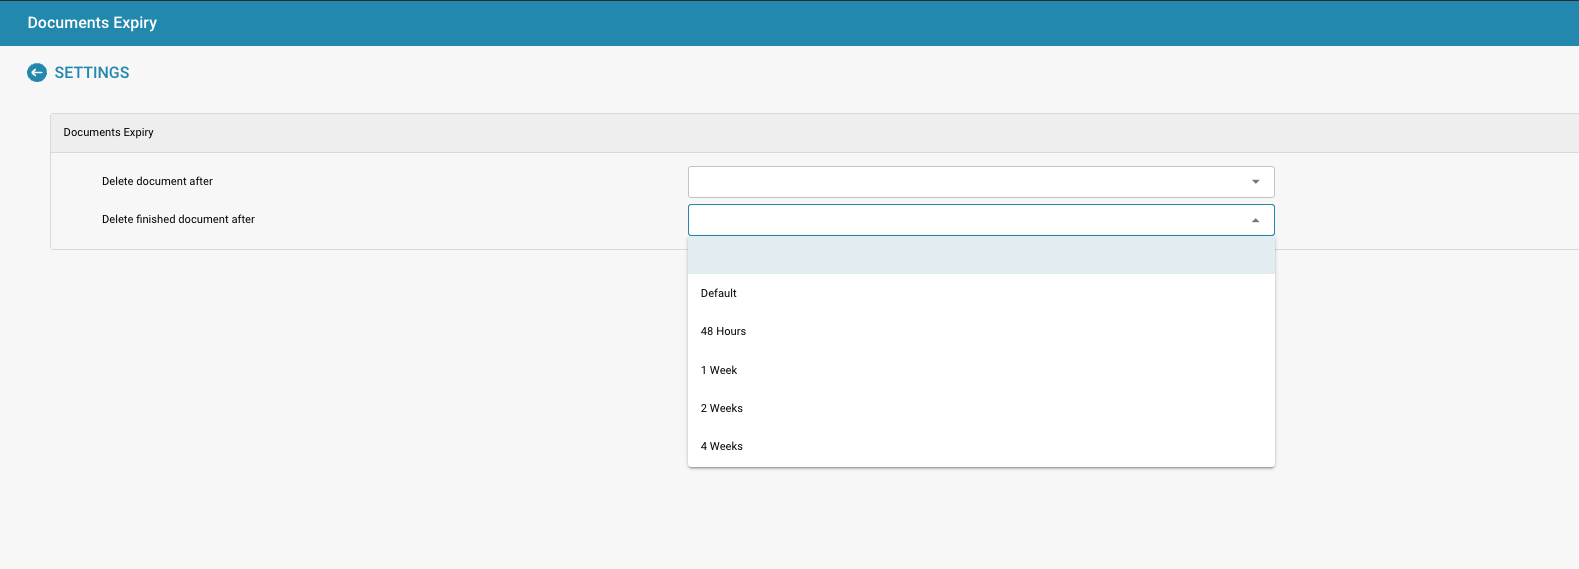 Documents Expiry
SETTINGS
Documents Expiry
Delete document after
Delete finished document after
Default
48 Hours
1 Week
2 Weeks
4 Weeks